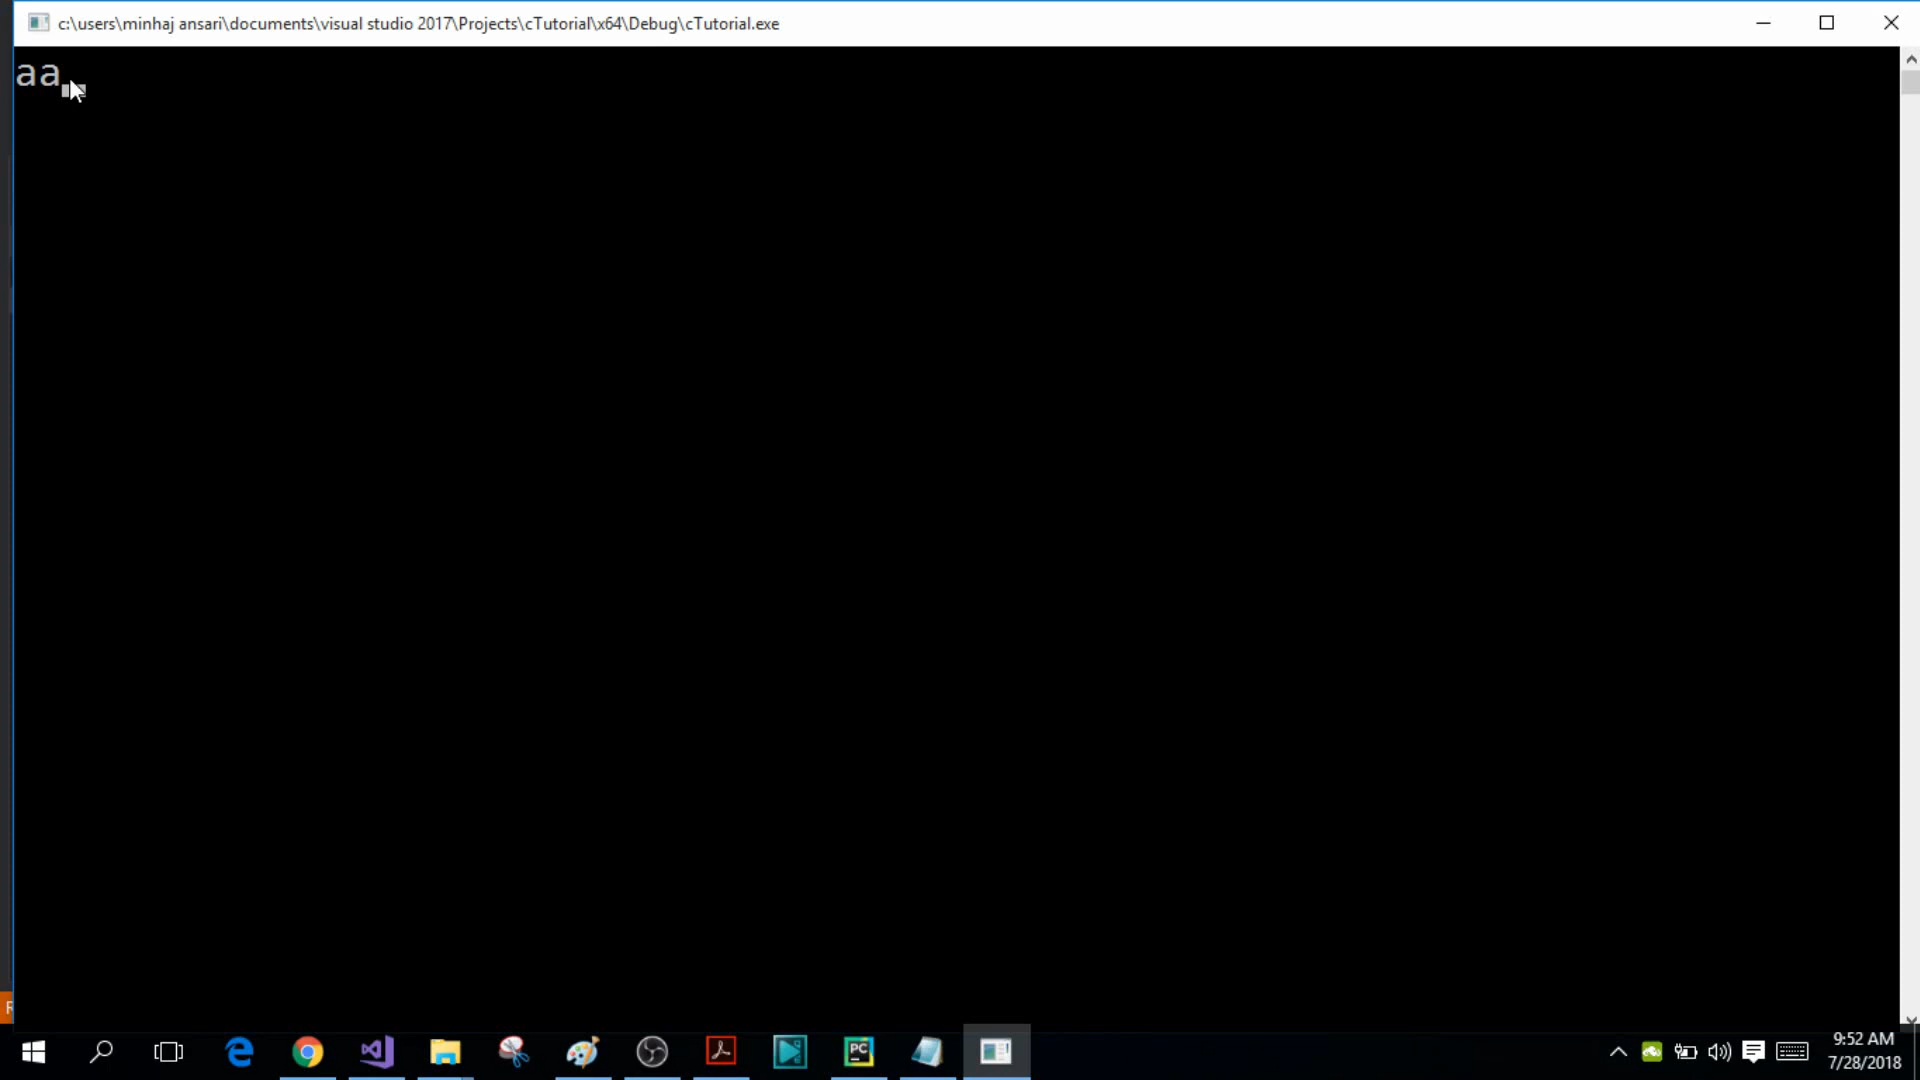 c:\users\minhaj ansari\documents\visual studio 2017\Projects\cTutorial\x64\Debug\cTutorial.exe
aa
R
PC
9:52 AM
7/28/2018